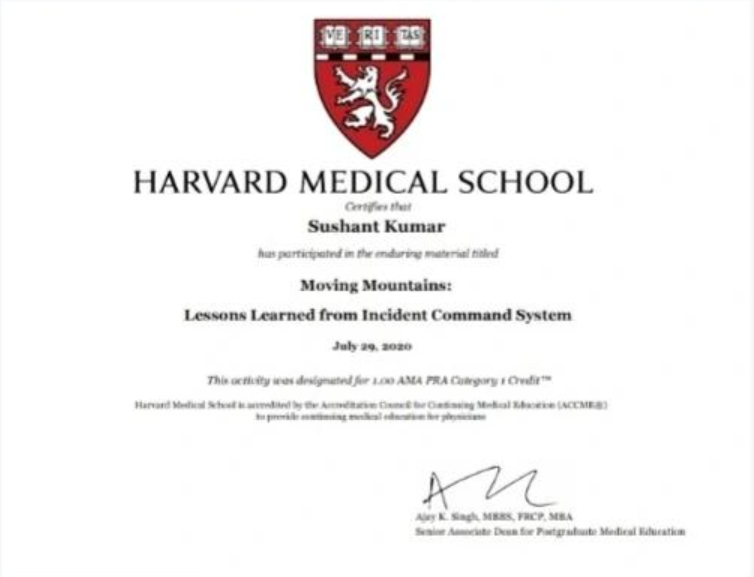 VE RI TAS
HARVARD MEDICAL SCHOOL
Certifies that
Sushant Kumar
has participated in the enduring material titled
Moving Mountains:
Lessons Learned from Incident Command System
July 29, 2020
This activity was designated for 1.00 AMA PRA Category 1 Credit™
Harvard Medical School is accredited by the Accreditation Council for Continuing Medical Education (ACCME®)
to provide continuing medical education for physicians
Ajay K. Singh, MBBS, FRCP, MBA
Senior Associate Dean for Postgraduate Medical Education